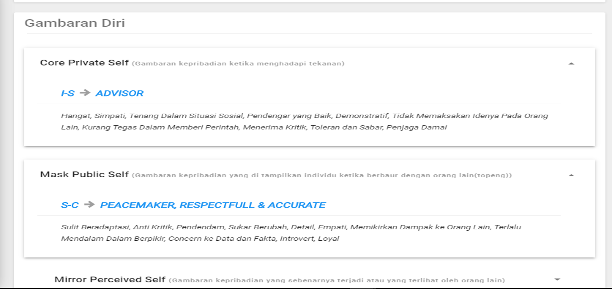 Gambaran Diri
Core Private Self (Gambaran kepribadian ketika menghadapi tekanan)
I-S → ADVISOR
Hangat, Simpati, Tenang Dalam Situasi Sosial, Pendengar yang Baik, Demonstratif, Tidak Memaksakan Idenya Pada Orang
Lain, Kurang Tegas Dalam Memberi Perintah, Menerima Kritik, Toleran dan Sabar, Penjaga Damai
Mask Public Self (Gambaran kepribadian yang di tampilkan individu ketika berbaur dengan orang lain(topeng))
S-C → PEACEMAKER, RESPECTFULL & ACCURATE
Sulit Beradaptasi, Anti Kritik, Pendendam, Sukar Berubah, Detail, Empati, Memikirkan Dampak ke Orang Lain, Terlalu
Mendalam Dalam Berpikir, Concern ke Data dan Fakta, Introvert, Loyal
Mirror Perceived Self (Gambaran kepribadian yang sebenarnya terjadi atau yang terlihat oleh orang lain)